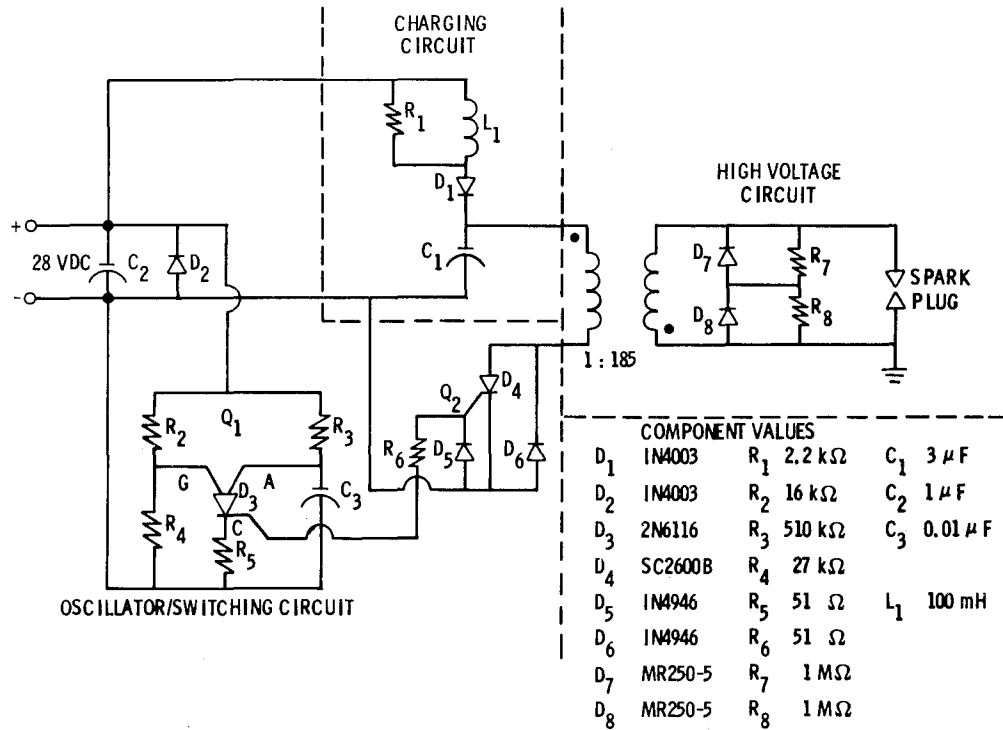 CHARGING
CIRCUIT
R1
L1
D1
C1
+
28 VDC
C2
D2
-
HIGH VOLTAGE
CIRCUIT
D7
R7
D8
R8
SPARK
PLUG
1 : 185
R2
Q1
R3
G
A
D3
C3
C
R4
R5
Q2
D4
R6
D5
D6
OSCILLATOR/SWITCHING CIRCUIT
COMPONENT VALUES
D1 IN4003 R1 2.2 kΩ C1 3 μF
D2 IN4003 R2 16 kΩ C2 1 μF
D3 2N6116 R3 510 kΩ C3 0.01 μF
D4 SC2600B R4 27 kΩ
D5 IN4946 R5 51 Ω L1 100 mH
D6 IN4946 R6 51 Ω
D7 MR250-5 R7 1 MΩ
D8 MR250-5 R8 1 MΩ